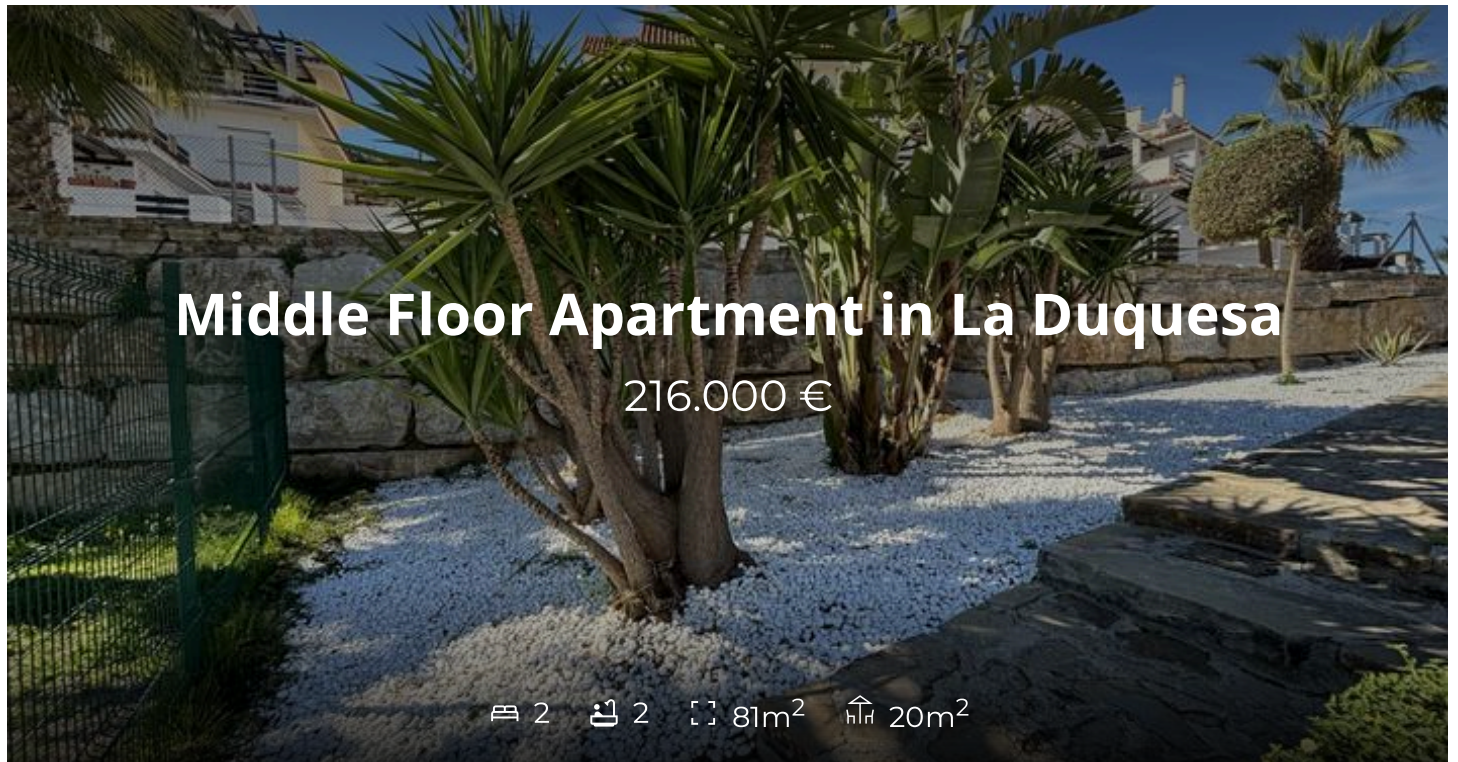 Middle Floor Apartment in La Duquesa
216.000 €
2 2 81m² 20m²